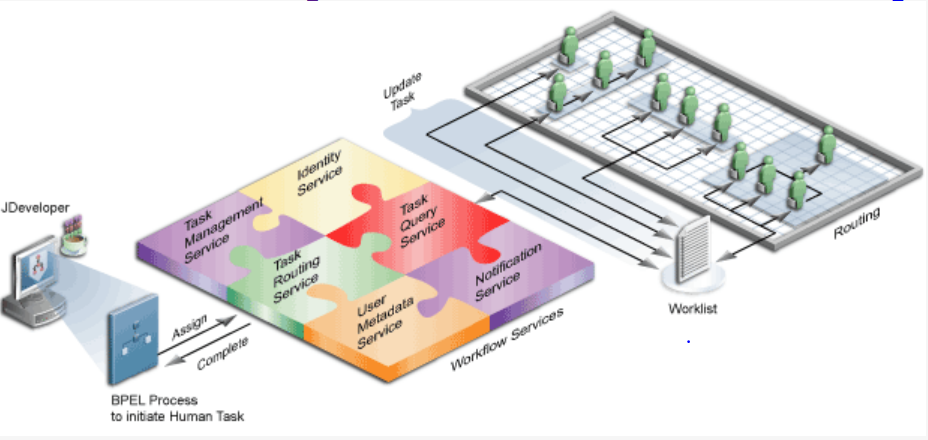 Update
Task
Identity
Service
Task
Management
Service
Task
Query
Service
Task
Routing
Service
Notification
Service
User
Metadata
Service
Workflow Services
Routing
Worklist
JDeveloper
Assign
Complete
BPEL Process
to initiate Human Task